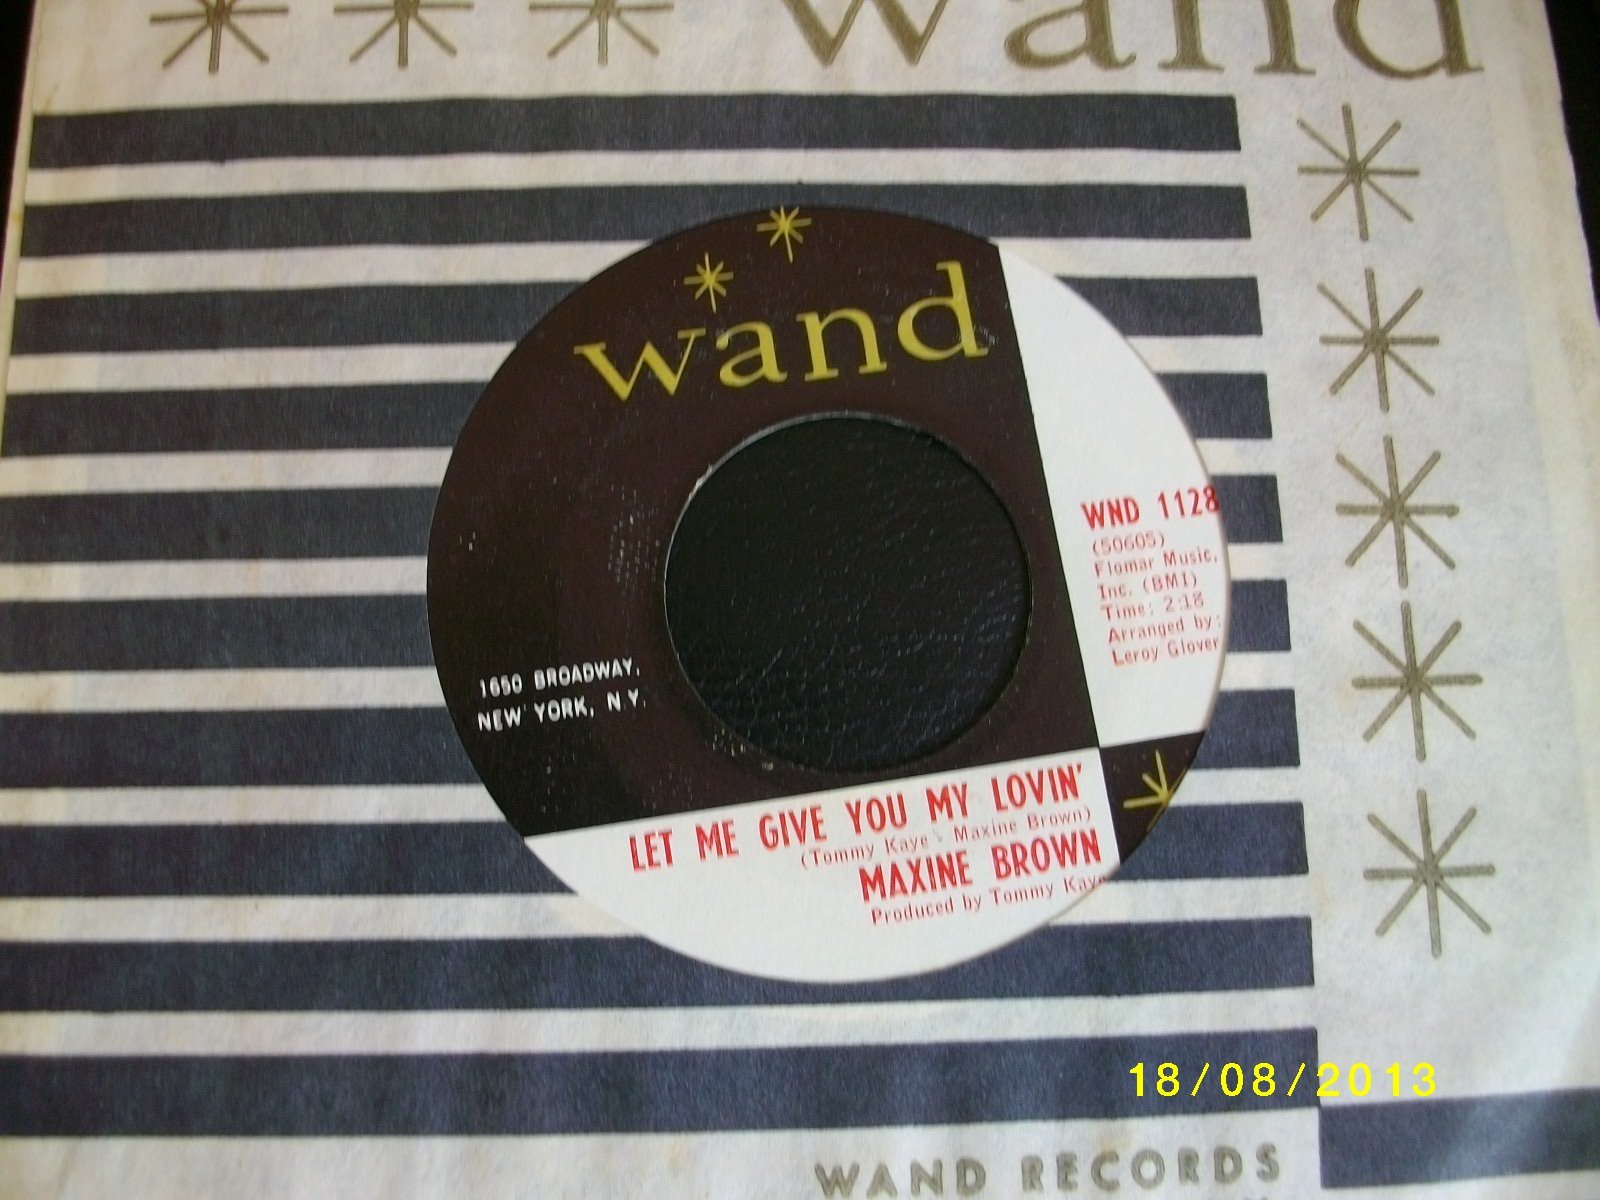 wand
wand
WND 1128
(50605)
Flomar Music,
Inc. (BMI)
Time: 2:18
Arranged by:
Leroy Glover
1650 BROADWAY,
NEW YORK, N.Y.
LET ME GIVE YOU MY LOVIN'
(Tommy Kaye - Maxine Brown)
MAXINE BROWN
Produced by Tommy Kaye
18/08/2013
WAND RECORDS